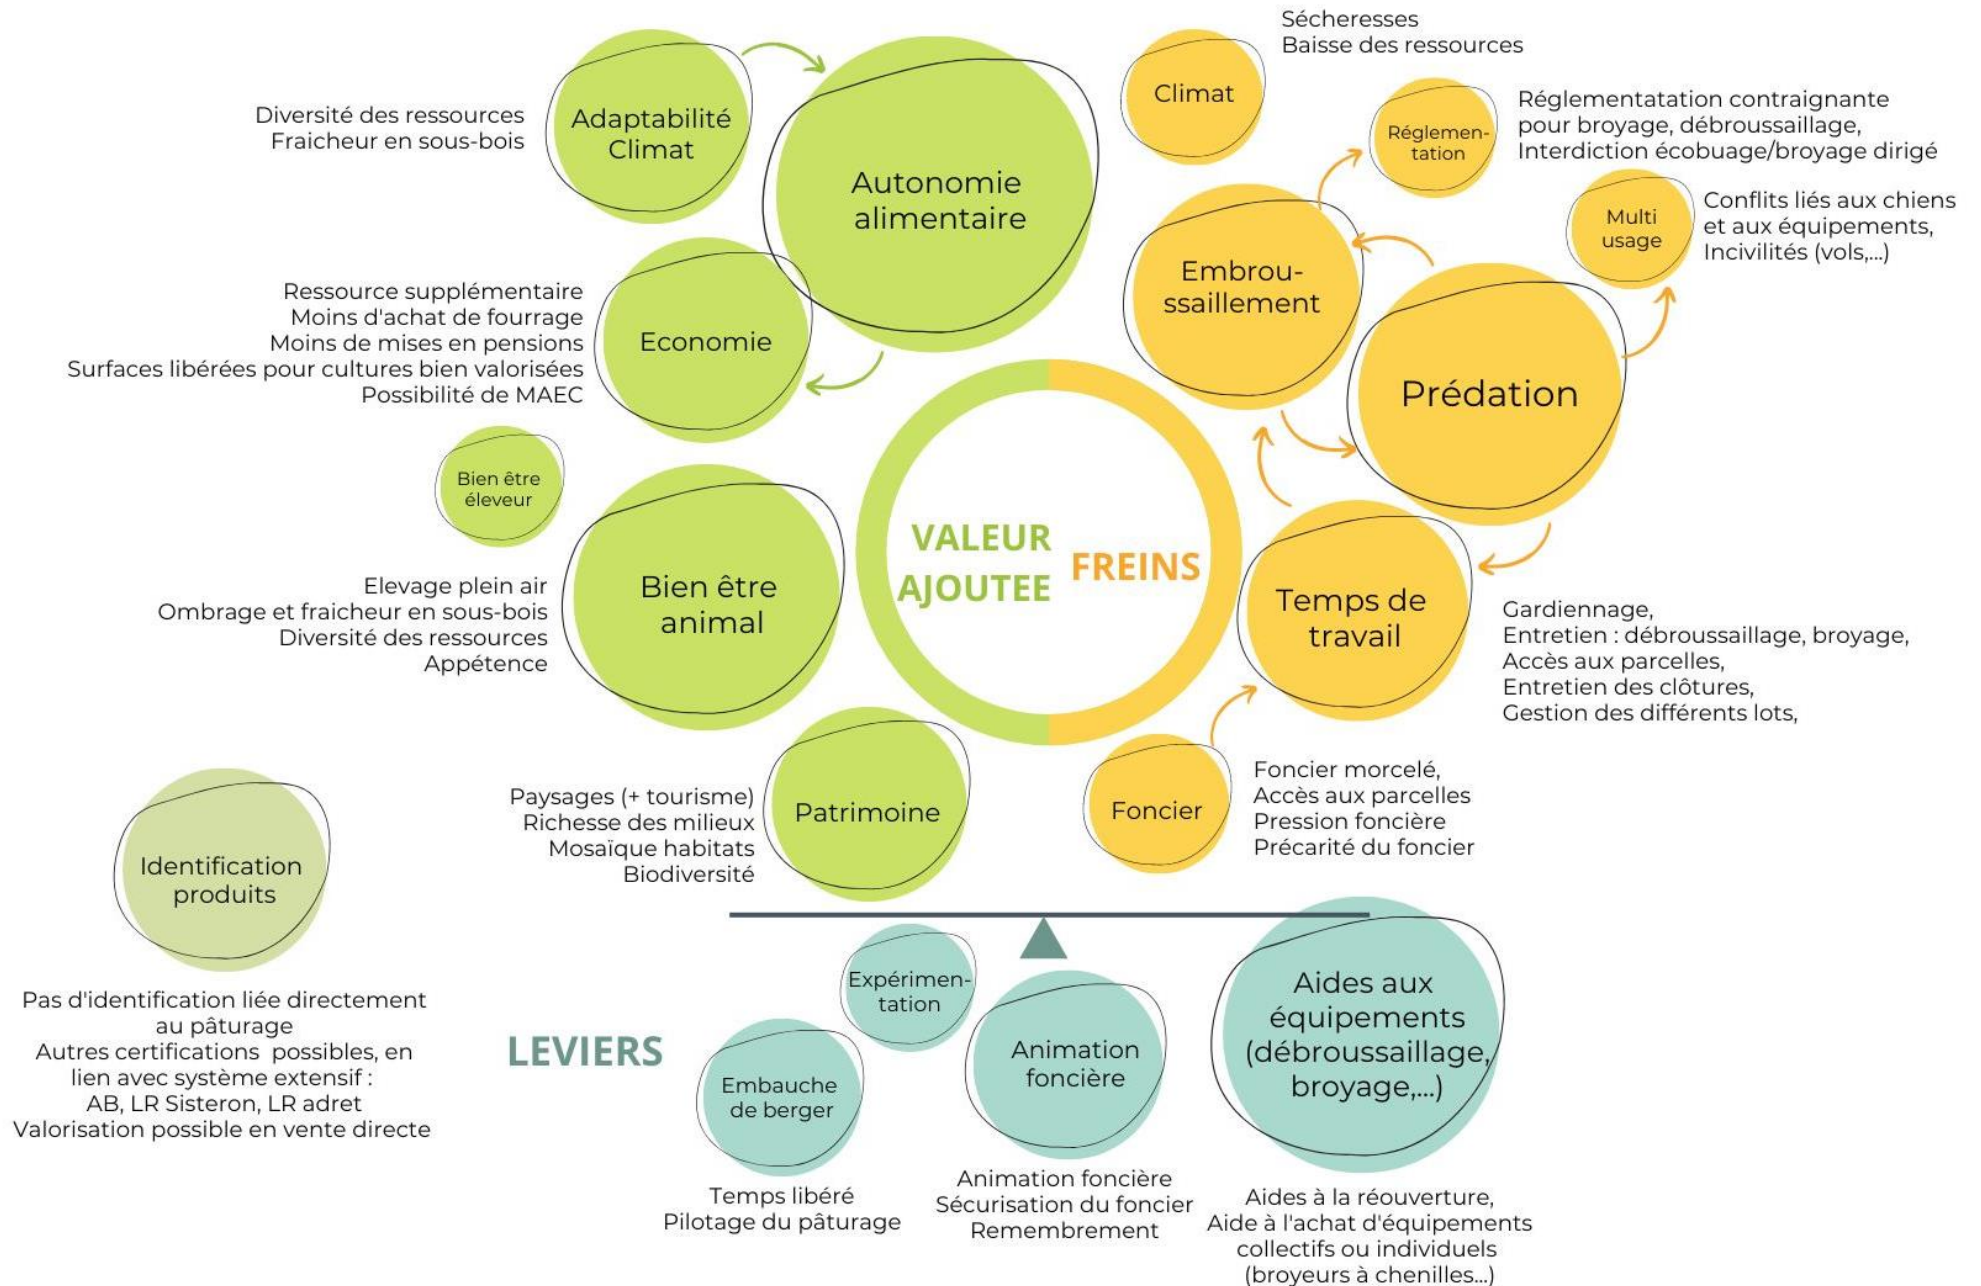 Sécheresses
Baisse des ressources
Climat
Diversité des ressources
Fraicheur en sous-bois
Adaptabilité
Climat
Autonomie
alimentaire
Réglemen-
tation
Réglementatation contraignante
pour broyage, débroussaillage,
Interdiction écobuage/broyage dirigé
Multi
usage
Conflits liés aux chiens
et aux équipements,
Incivilités (vols,...)
Ressource supplémentaire
Moins d'achat de fourrage
Moins de mises en pensions
Surfaces libérées pour cultures bien valorisées
Possibilité de MAEC
Economie
Embrou-
ssaillement
Prédation
Bien être
éleveur
VALEUR
AJOUTEE
FREINS
Elevage plein air
Ombrage et fraicheur en sous-bois
Diversité des ressources
Appétence
Bien être
animal
Temps de
travail
Gardiennage,
Entretien : débroussaillage, broyage,
Accès aux parcelles,
Entretien des clôtures,
Gestion des différents lots,
Paysages (+ tourisme)
Richesse des milieux
Mosaïque habitats
Biodiversité
Patrimoine
Foncier
Foncier morcelé,
Accès aux parcelles
Pression foncière
Précarité du foncier
Identification
produits
Pas d'identification liée directement
au pâturage
Autres certifications possibles, en
lien avec système extensif :
AB, LR Sisteron, LR adret
Valorisation possible en vente directe
LEVIERS
Expérimen-
tation
Embauche
de berger
Temps libéré
Pilotage du pâturage
Animation
foncière
Animation foncière
Sécurisation du foncier
Remembrement
Aides aux
équipements
(débroussaillage,
broyage,...)
Aides à la réouverture,
Aide à l'achat d'équipements
collectifs ou individuels
(broyeurs à chenilles...)